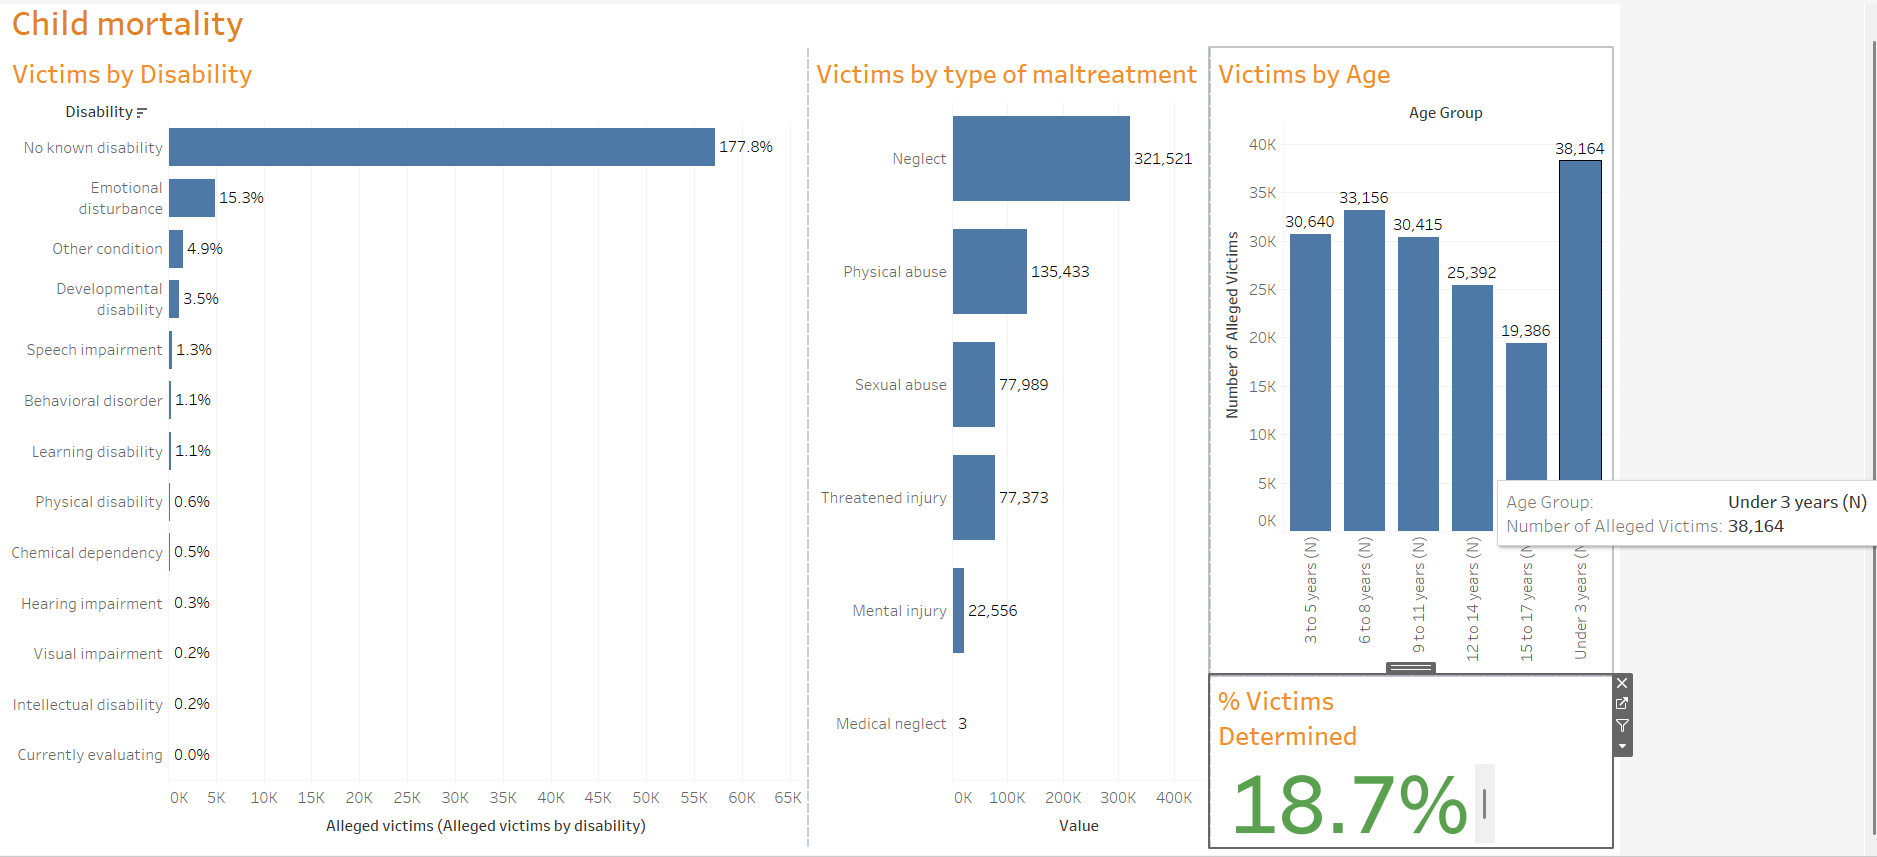 Child mortality
Victims by Disability
Disability
No known disability
177.8%
Emotional
disturbance
15.3%
Other condition
4.9%
Developmental
disability
3.5%
Speech impairment
1.3%
Behavioral disorder
1.1%
Learning disability
1.1%
Physical disability
0.6%
Chemical dependency
0.5%
Hearing impairment
0.3%
Visual impairment
0.2%
Intellectual disability
0.2%
Currently evaluating
0.0%
0K 5K 10K 15K 20K 25K 30K 35K 40K 45K 50K 55K 60K 65K
Alleged victims (Alleged victims by disability)
Victims by type of maltreatment
Neglect
321,521
Physical abuse
135,433
Sexual abuse
77,989
Threatened injury
77,373
Mental injury
22,556
Medical neglect
3
0K 100K 200K 300K 400K
Value
Victims by Age
Age Group
Number of Alleged Victims
40K
35K
30K
25K
20K
15K
10K
5K
0K
30,640
33,156
30,415
25,392
19,386
38,164
3 to 5 years (N)
6 to 8 years (N)
9 to 11 years (N)
12 to 14 years (N)
15 to 17 years (N
Under 3 years (N
Age Group: Under 3 years (N)
Number of Alleged Victims: 38,164
% Victims
Determined
18.7%